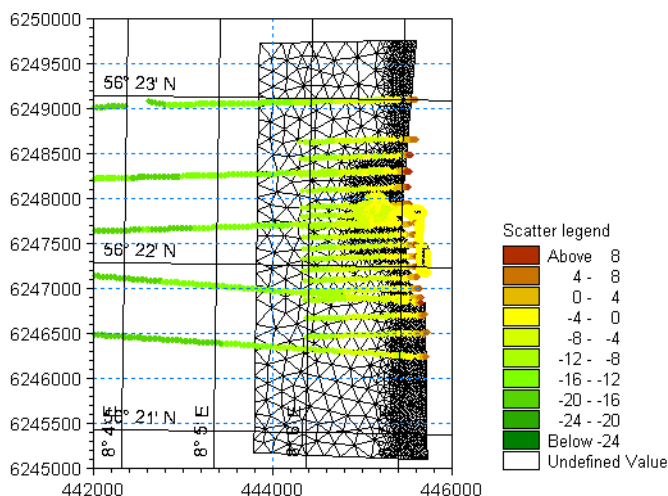 6250000
6249500
6249000
6248500
6248000
6247500
6247000
6246500
6246000
6245500
6245000
442000
444000
446000
56° 23' N
56° 22' N
56° 21' N
8° 4' E
8° 5' E
8° 6' E
Scatter legend
Above 8
4 - 8
0 - 4
-4 - 0
-8 - -4
-12 - -8
-16 - -12
-20 - -16
-24 - -20
Below -24
Undefined Value